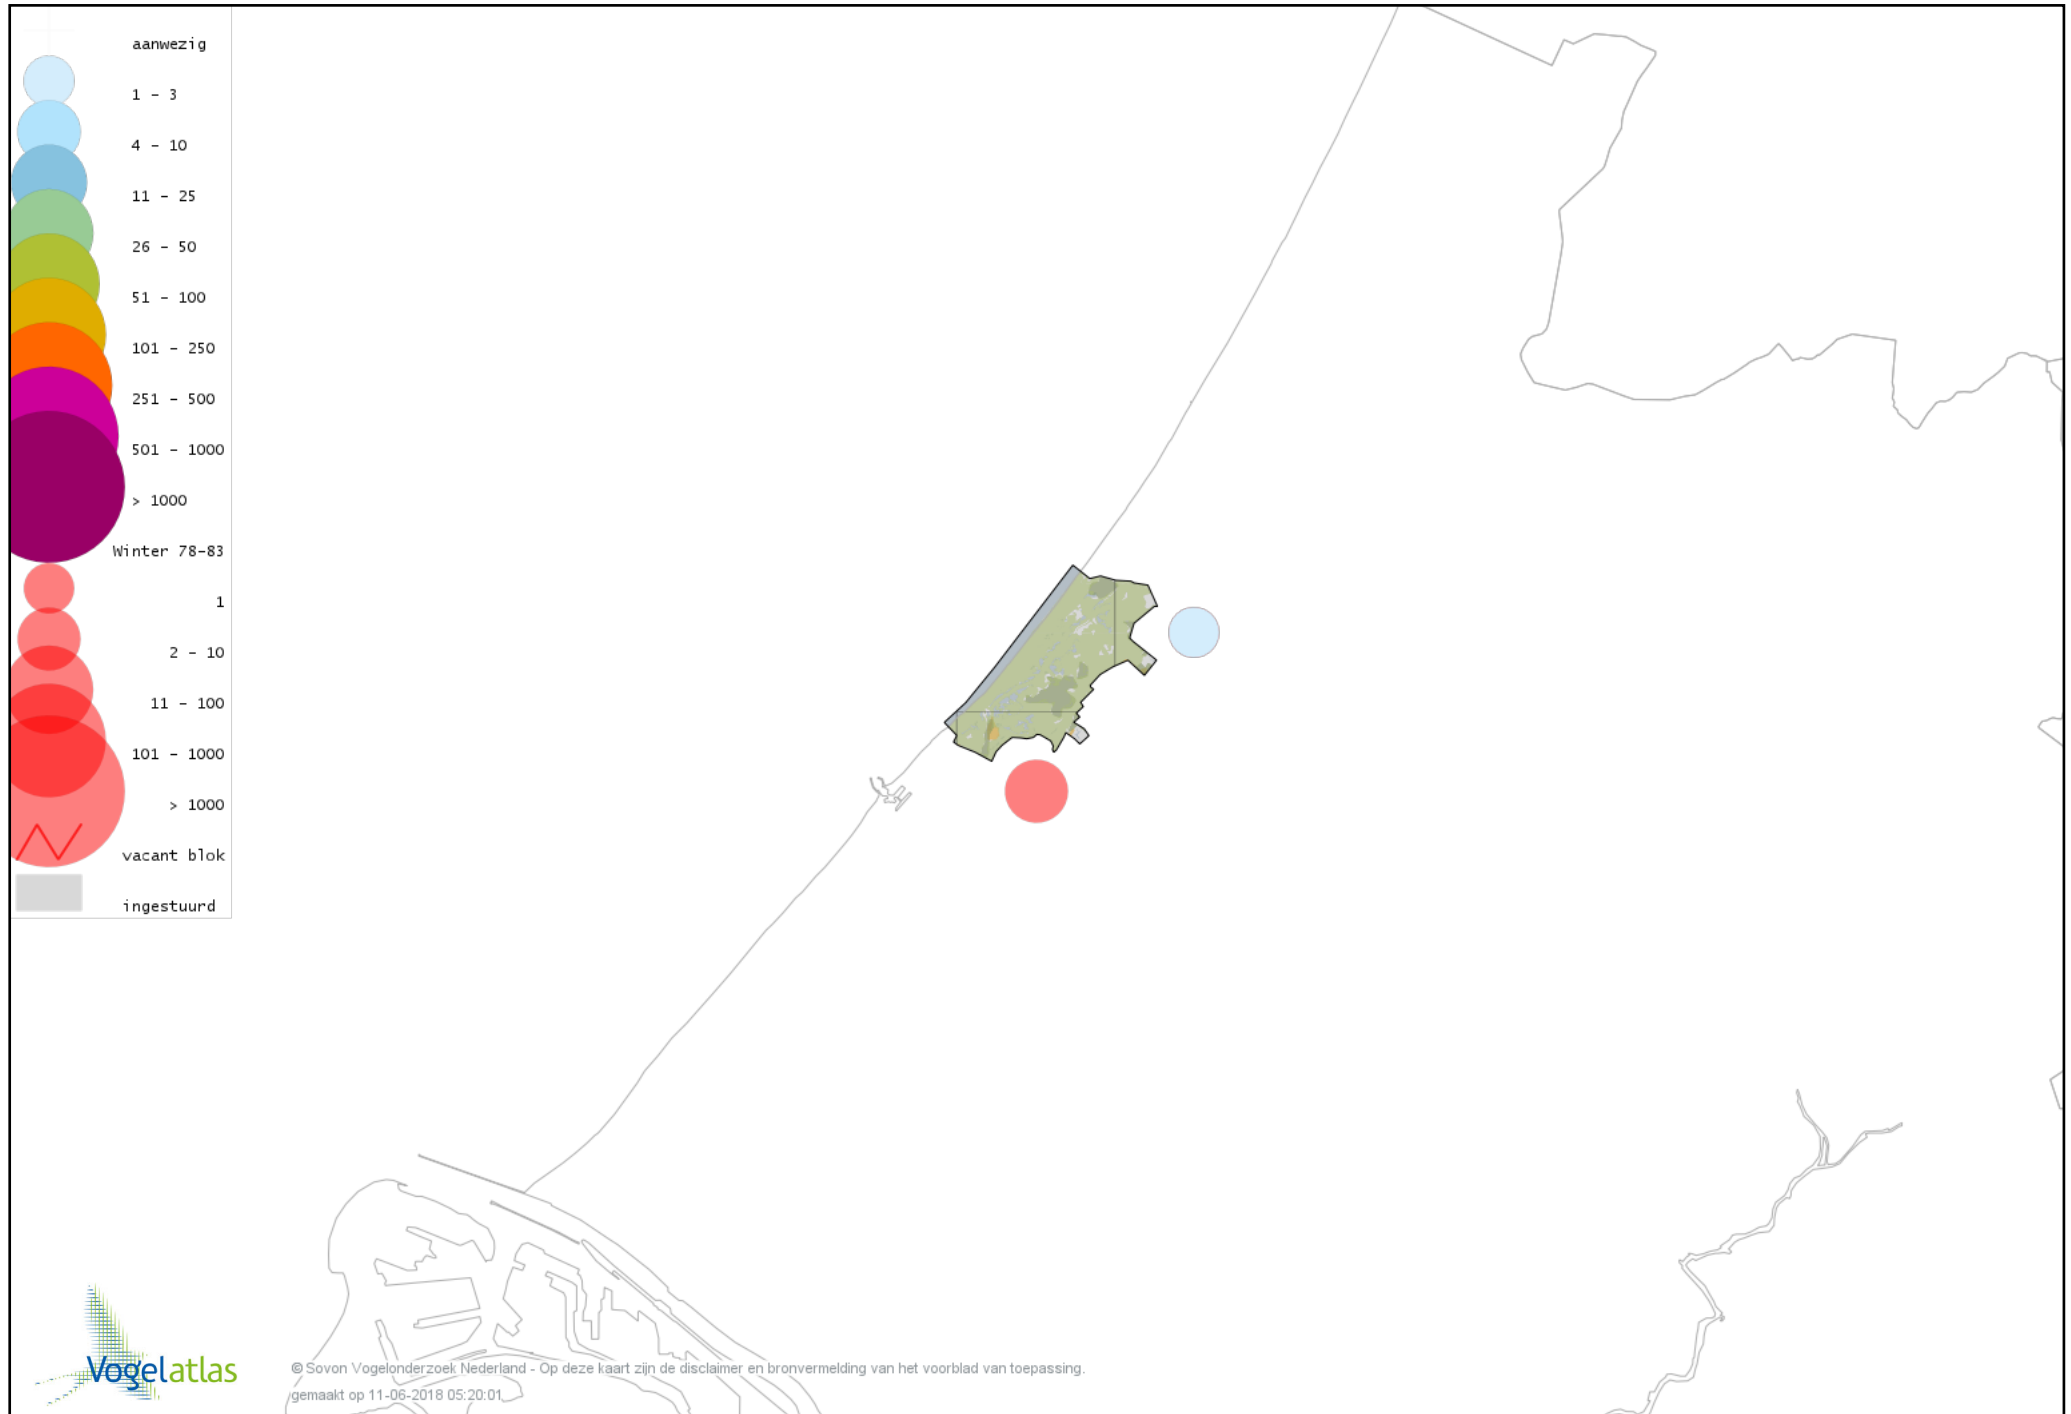 aanwezig
1 - 3
4 - 10
11 - 25
26 - 50
51 - 100
101 - 250
251 - 500
501 - 1000
> 1000
Winter 78-83
1
2 - 10
11 - 100
101 - 1000
> 1000
vacant blok
ingestuurd
Vogelatlas
© Sovon Vogelonderzoek Nederland - Op deze kaart zijn de disclaimer en bronvermelding van het voorblad van toepassing.
gemaakt op 11-06-2018 05:20:01